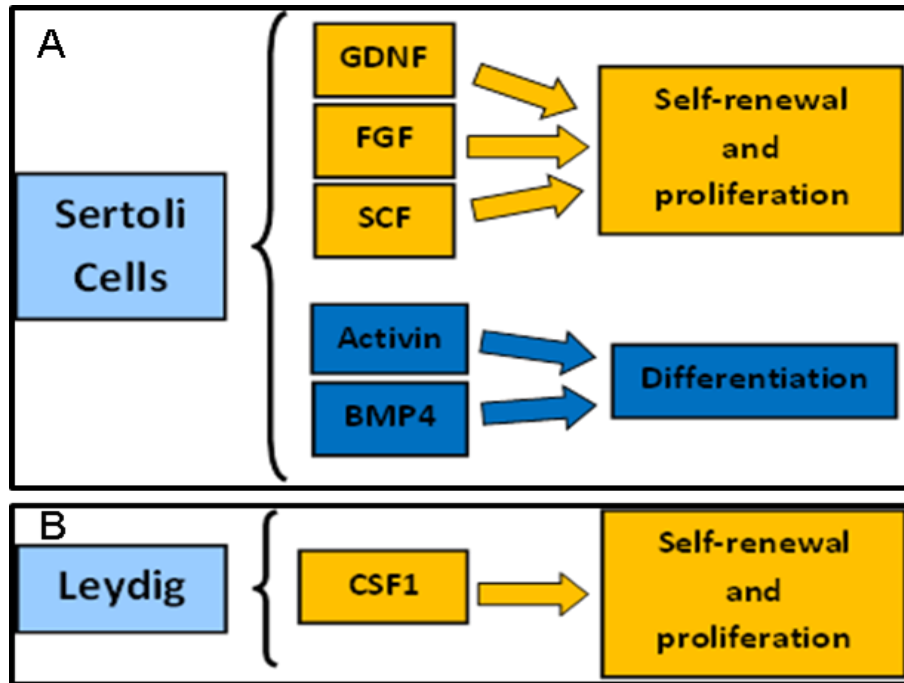 A
GDNF
FGF
SCF
Sertoli
Cells
Self-renewal
and
proliferation
Activin
BMP4
Differentiation
B
Leydig
CSF1
Self-renewal
and
proliferation